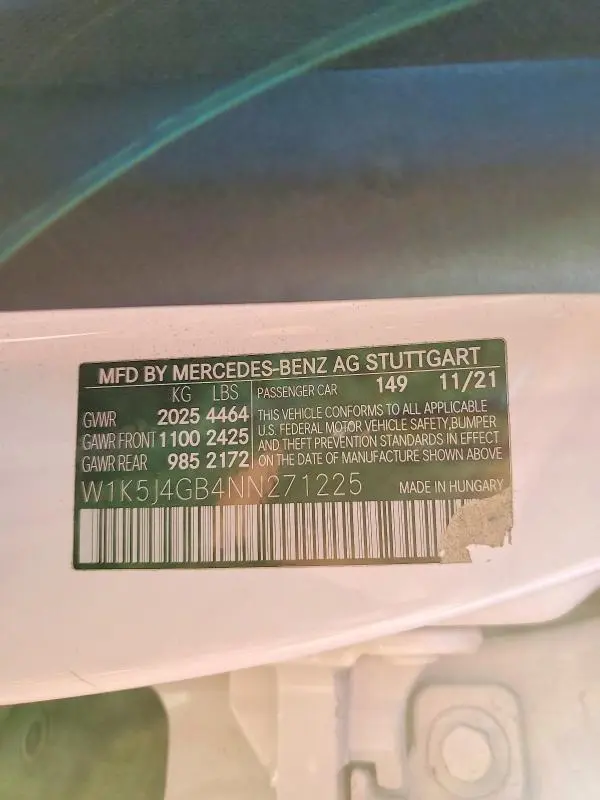 MFD BY MERCEDES-BENZ AG STUTTGART
KG LBS PASSENGER CAR 149 11/21
GVWR 2025 4464
GAWR FRONT 1100 2425
GAWR REAR 985 2172
THIS VEHICLE CONFORMS TO ALL APPLICABLE
U.S. FEDERAL MOTOR VEHICLE SAFETY, BUMPER
AND THEFT PREVENTION STANDARDS IN EFFECT
ON THE DATE OF MANUFACTURE SHOWN ABOVE
W1K5J4GB4NN271225 MADE IN HUNGARY